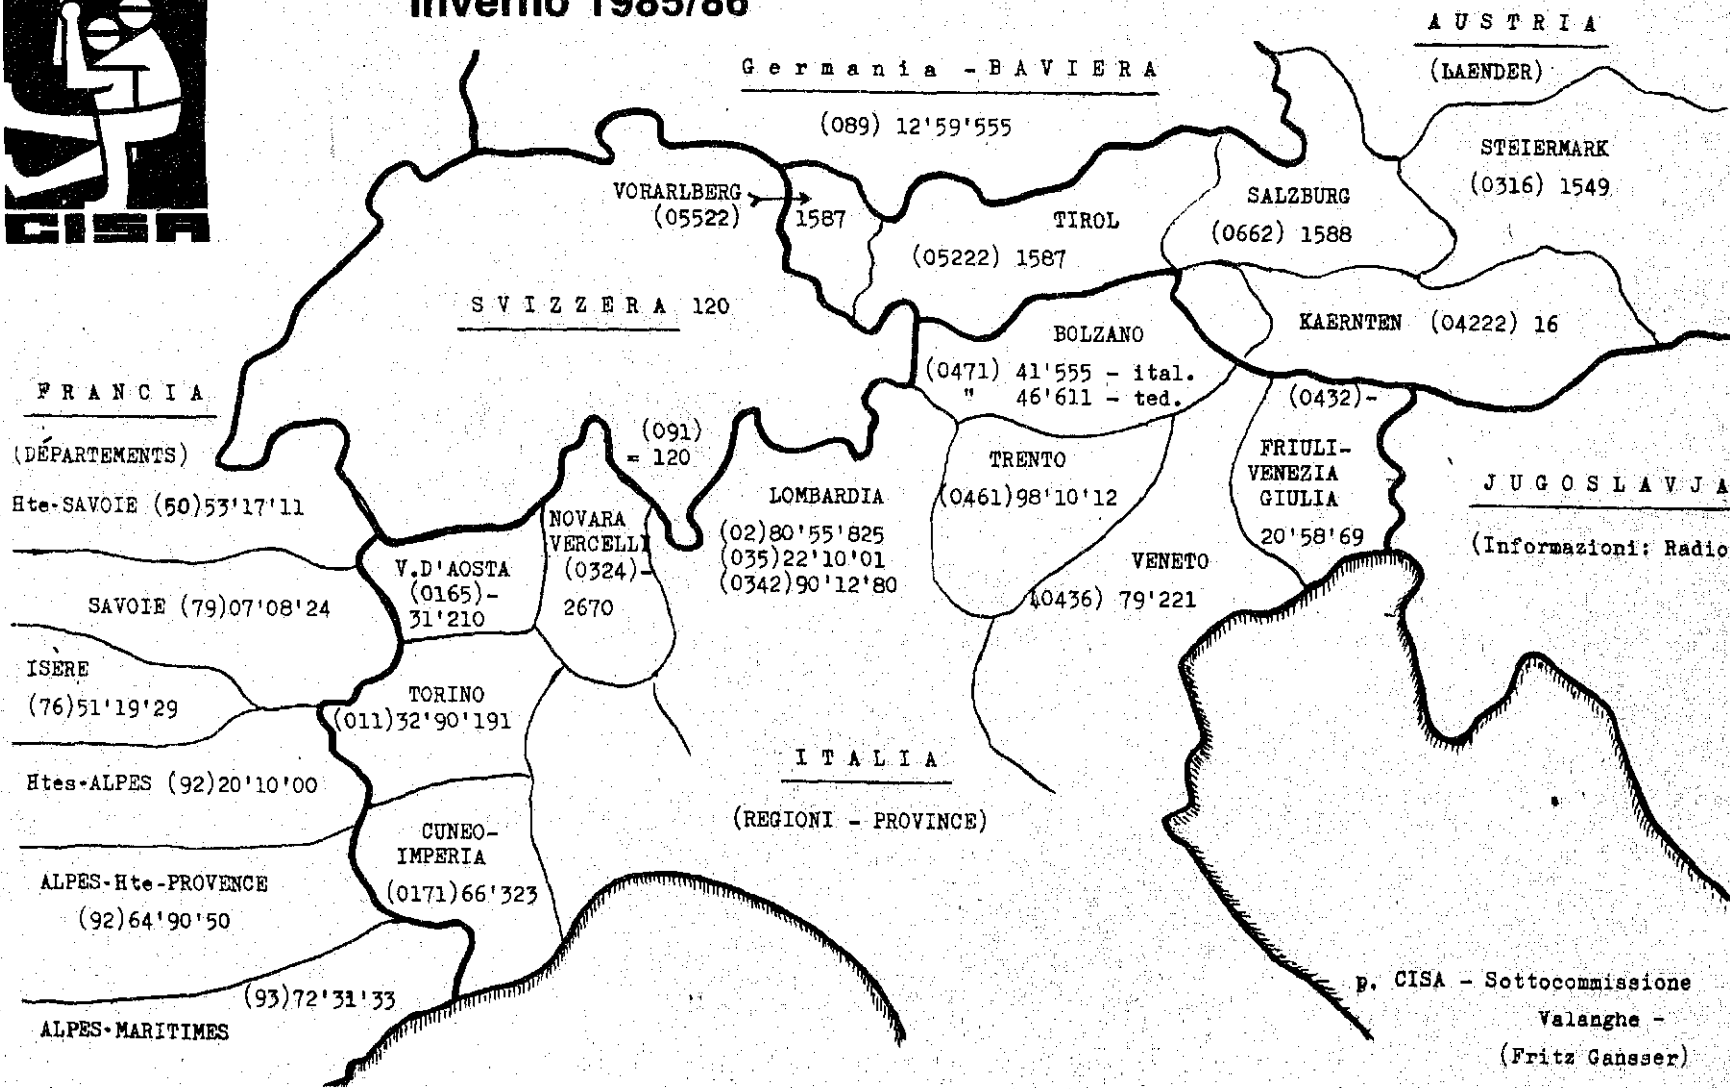 Inverno 1985/86
CISA
AUSTRIA
(LAENDER)
Germania - BAVIERA
(089) 12'59'555
STEIERMARK
(0316) 1549
VORARLBERG
(05522) 1587
TIROL
(05222) 1587
SALZBURG
(0662) 1588
SVIZZERA 120
BOLZANO
(0471) 41'555 - ital.
" 46'611 - ted.
KAERNTEN (04222) 16
FRANCIA
(DÉPARTEMENTS)
Hte-SAVOIE (50)53'17'11
SAVOIE (79)07'08'24
ISÈRE
(76)51'19'29
Htes-ALPES (92)20'10'00
ALPES-Hte-PROVENCE
(92)64'90'50
(93)72'31'33
ALPES-MARITIMES
(091)
= 120
NOVARA
VERCELLI
(0324)-
2670
V.D'AOSTA
(0165)-
31'210
TORINO
(011)32'90'191
CUNEO-
IMPERIA
(0171)66'323
LOMBARDIA
(02)80'55'825
(035)22'10'01
(0342)90'12'80
TRENTO
(0461)98'10'12
VENETO
(0436) 79'221
(0432)-
FRIULI-
VENEZIA
GIULIA
20'58'69
JUGOSLAVJA
(Informazioni: Radio
ITALIA
(REGIONI - PROVINCE)
p. CISA - Sottocommissione
Valanghe -
(Fritz Gansser)